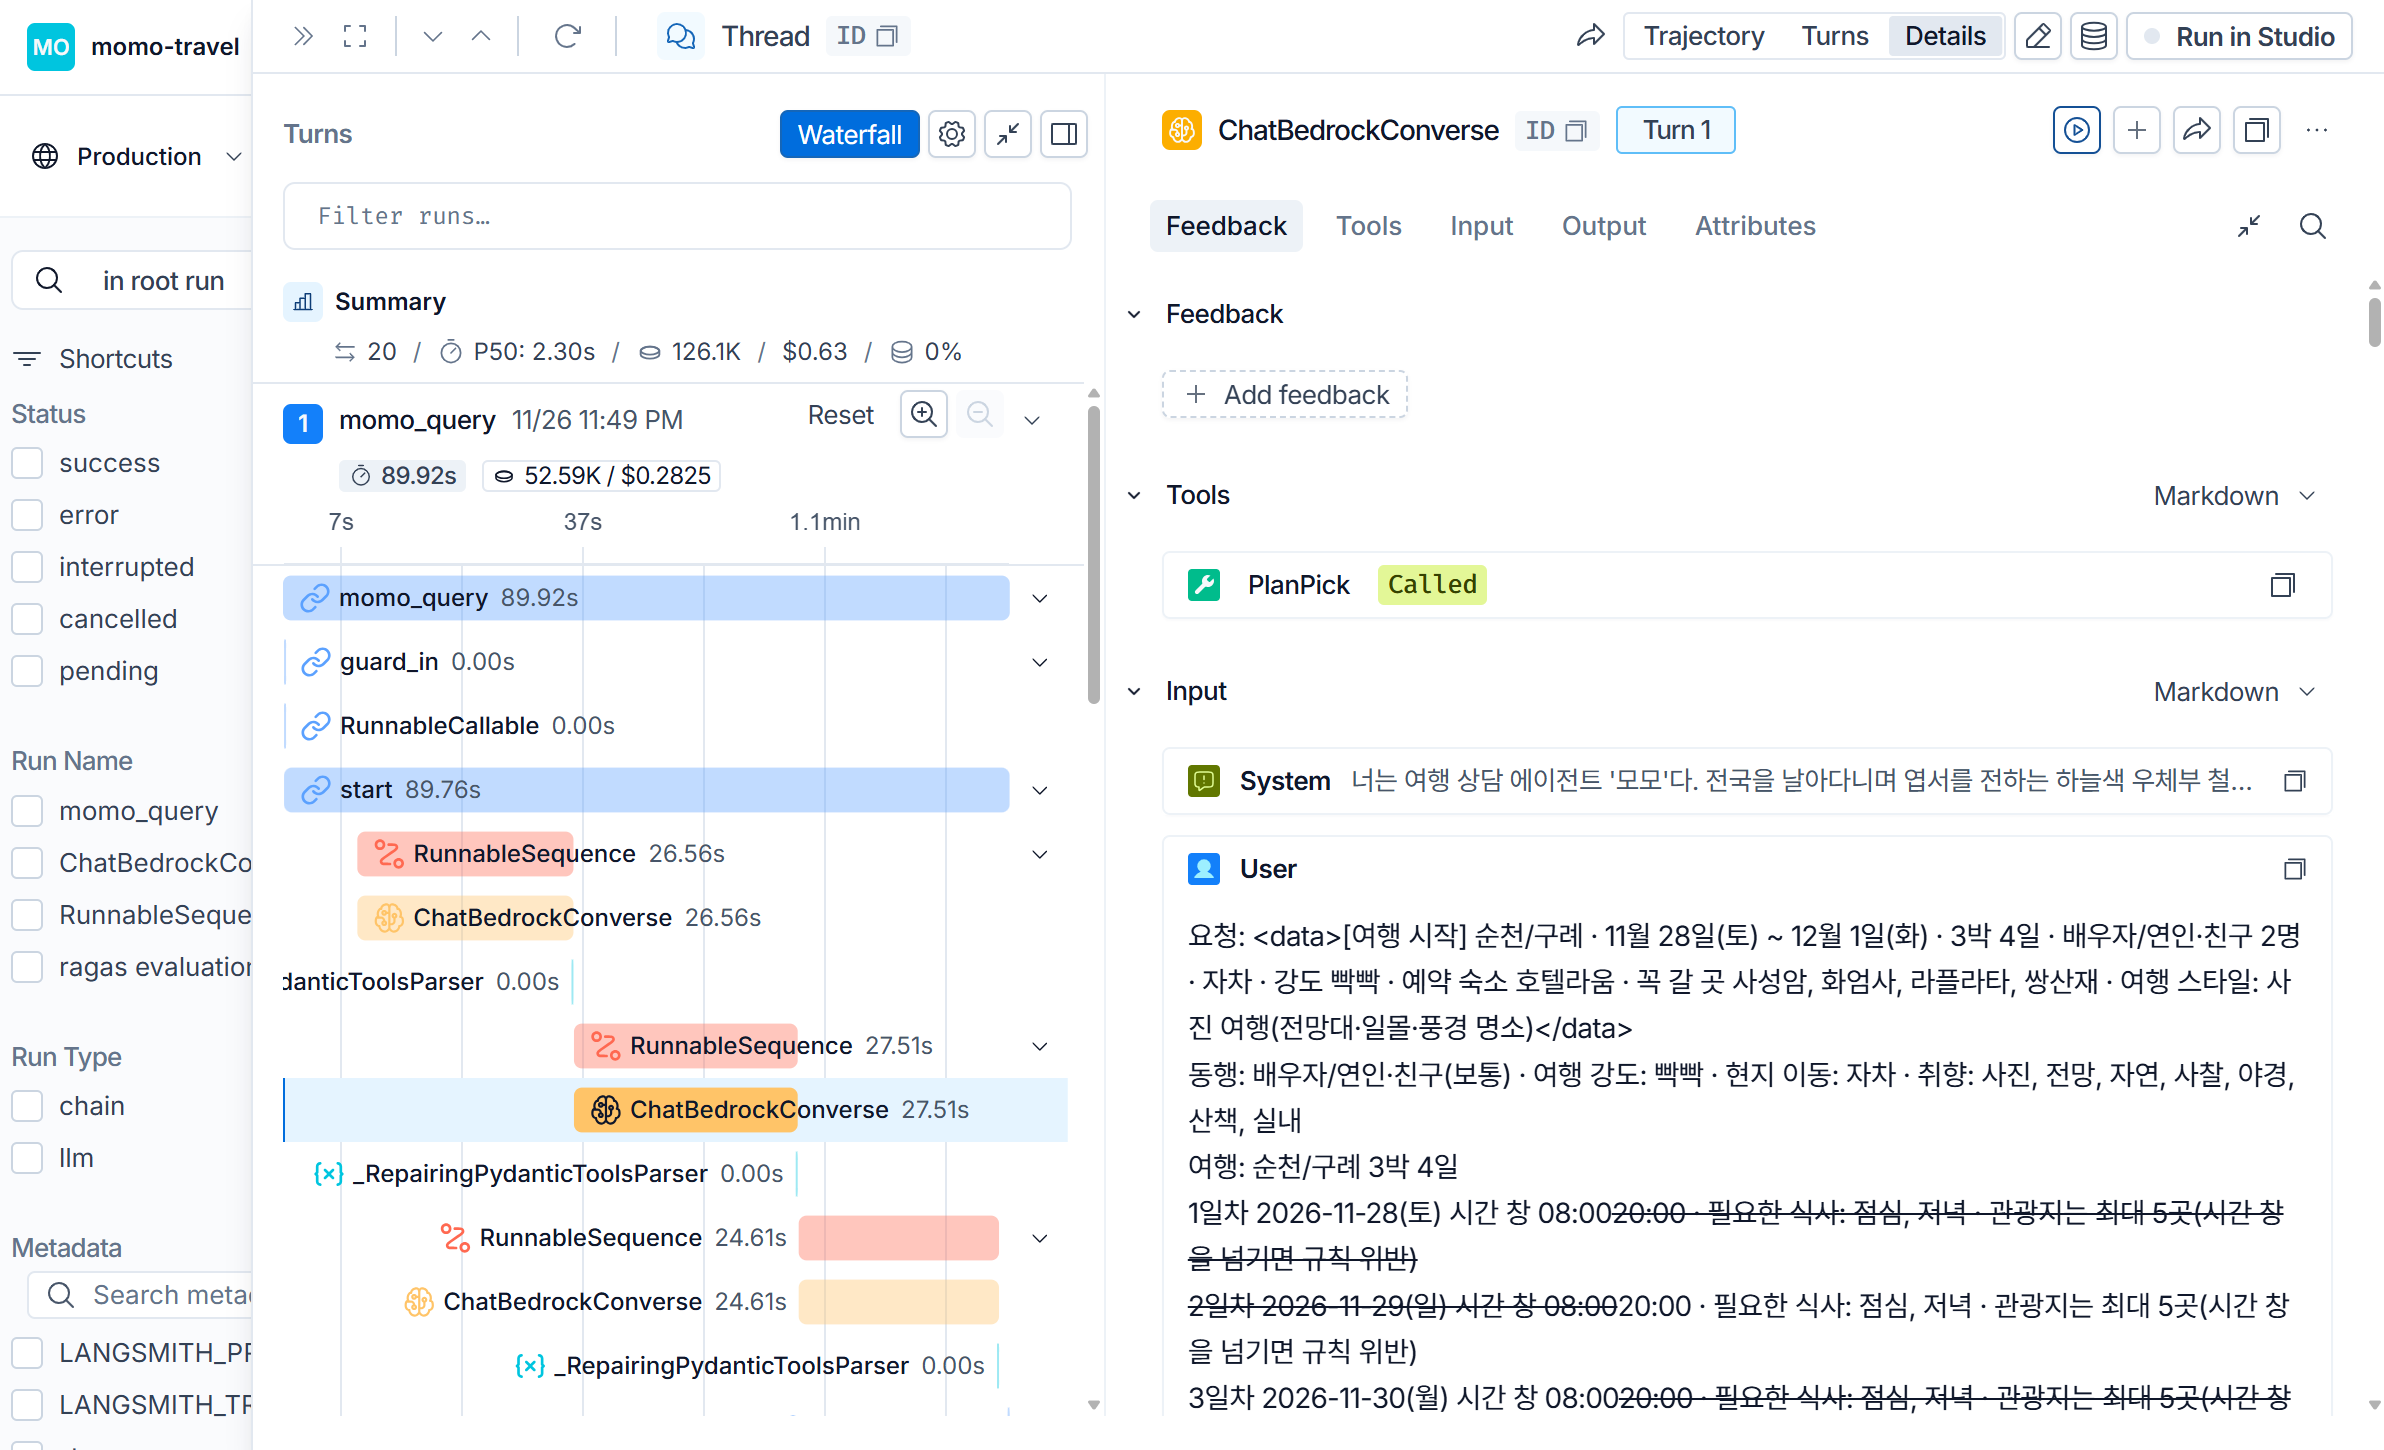 MO momo-travel
Production
in root run
Shortcuts
Status
success
error
interrupted
cancelled
pending
Run Name
momo_query
ChatBedrockCo
RunnableSeque
ragas evaluation
Run Type
chain
llm
Metadata
Search meta
LANGSMITH_PR
LANGSMITH_TR
Thread ID
Trajectory Turns Details Run in Studio
Turns
Waterfall
Filter runs…
Summary
20 / P50: 2.30s / 126.1K / $0.63 / 0%
1 momo_query 11/26 11:49 PM Reset
89.92s 52.59K / $0.2825
7s 37s 1.1min
momo_query 89.92s
guard_in 0.00s
RunnableCallable 0.00s
start 89.76s
RunnableSequence 26.56s
ChatBedrockConverse 26.56s
danticToolsParser 0.00s
RunnableSequence 27.51s
ChatBedrockConverse 27.51s
_RepairingPydanticToolsParser 0.00s
RunnableSequence 24.61s
ChatBedrockConverse 24.61s
_RepairingPydanticToolsParser 0.00s
ChatBedrockConverse ID Turn 1
Feedback Tools Input Output Attributes
Feedback
+ Add feedback
Tools Markdown
PlanPick Called
Input Markdown
System 너는 여행 상담 에이전트 '모모'다. 전국을 날아다니며 엽서를 전하는 하늘색 우체부 철...
User
요청: <data>[여행 시작] 순천/구례 · 11월 28일(토) ~ 12월 1일(화) · 3박 4일 · 배우자/연인·친구 2명
· 자차 · 강도 빡빡 · 예약 숙소 호텔라움 · 꼭 갈 곳 사성암, 화엄사, 라플라타, 쌍산재 · 여행 스타일: 사
진 여행(전망대·일몰·풍경 명소)</data>
동행: 배우자/연인·친구(보통) · 여행 강도: 빡빡 · 현지 이동: 자차 · 취향: 사진, 전망, 자연, 사찰, 야경,
산책, 실내
여행: 순천/구례 3박 4일
1일차 2026-11-28(토) 시간 창 08:0020:00 · 필요한 식사: 점심, 저녁 · 관광지는 최대 5곳(시간 창
을 넘기면 규칙 위반)
2일차 2026-11-29(일) 시간 창 08:0020:00 · 필요한 식사: 점심, 저녁 · 관광지는 최대 5곳(시간 창
을 넘기면 규칙 위반)
3일차 2026-11-30(월) 시간 창 08:0020:00 · 필요한 식사: 점심, 저녁 · 관광지는 최대 5곳(시간 창